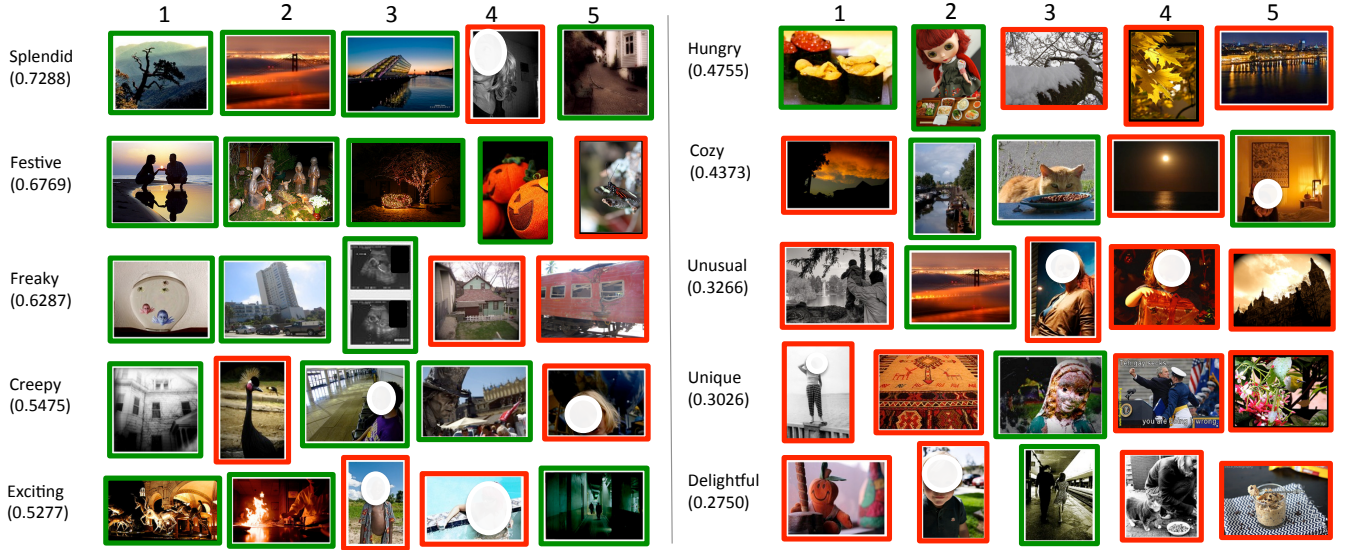 1 2 3 4 5
Splendid
(0.7288)
Festive
(0.6769)
Freaky
(0.6287)
Creepy
(0.5475)
Exciting
(0.5277)
1 2 3 4 5
Hungry
(0.4755)
Cozy
(0.4373)
Unusual
(0.3266)
Unique
(0.3026)
you are doing it wrong
Delightful
(0.2750)